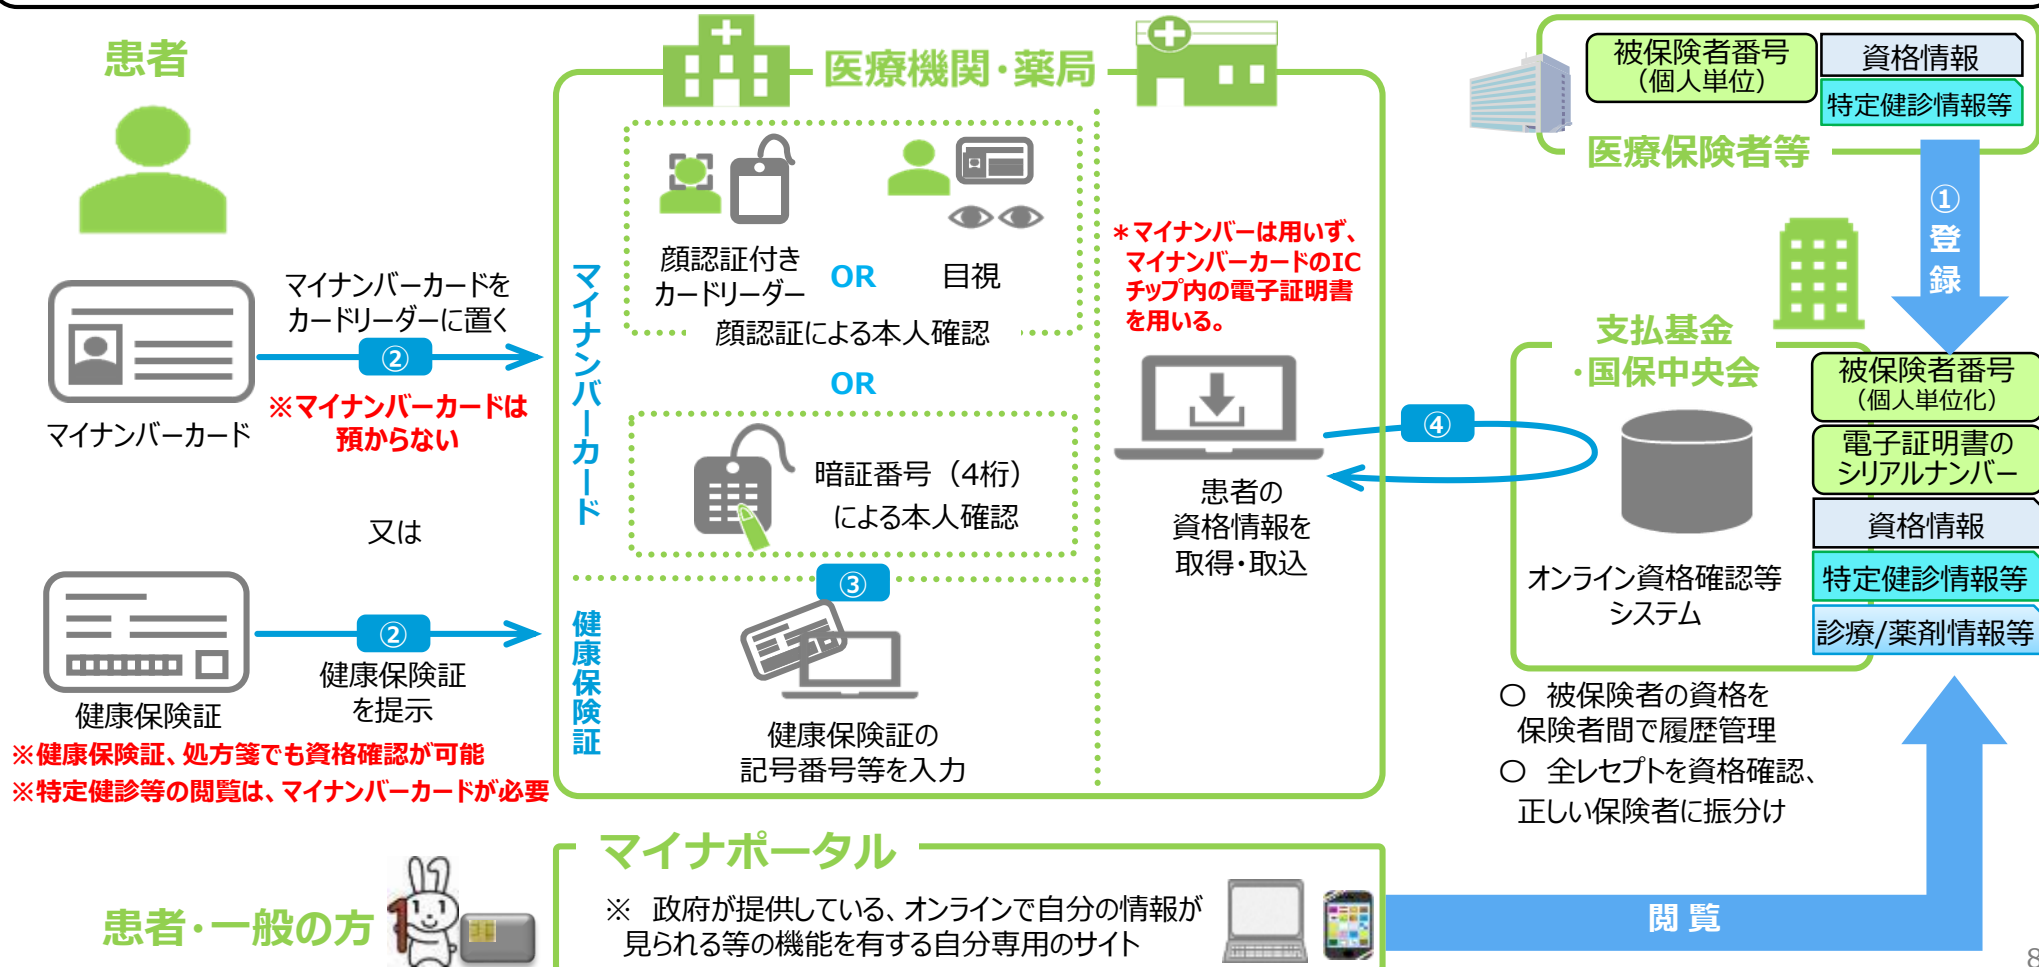 患者
マイナンバーカード
マイナンバーカードを
カードリーダーに置く
②
※マイナンバーカードは
預からない
又は
健康保険証
②
健康保険証
を提示
※健康保険証、処方箋でも資格確認が可能
※特定健診等の閲覧は、マイナンバーカードが必要
医療機関・薬局
マイナンバーカード
顔認証付き
カードリーダー
OR
目視
顔認証による本人確認
OR
暗証番号（4桁）
による本人確認
③
健康保険証
健康保険証の
記号番号等を入力
＊マイナンバーは用いず、
マイナンバーカードのIC
チップ内の電子証明書
を用いる。
患者の
資格情報を
取得・取込
④
被保険者番号
（個人単位）
資格情報
特定健診情報等
医療保険者等
①
登
録
支払基金
・国保中央会
オンライン資格確認等
システム
被保険者番号
（個人単位化）
電子証明書の
シリアルナンバー
資格情報
特定健診情報等
診療/薬剤情報等
〇 被保険者の資格を
保険者間で履歴管理
〇 全レセプトを資格確認、
正しい保険者に振分け
患者・一般の方
1
マイナポータル
※ 政府が提供している、オンラインで自分の情報が
見られる等の機能を有する自分専用のサイト
閲覧
8